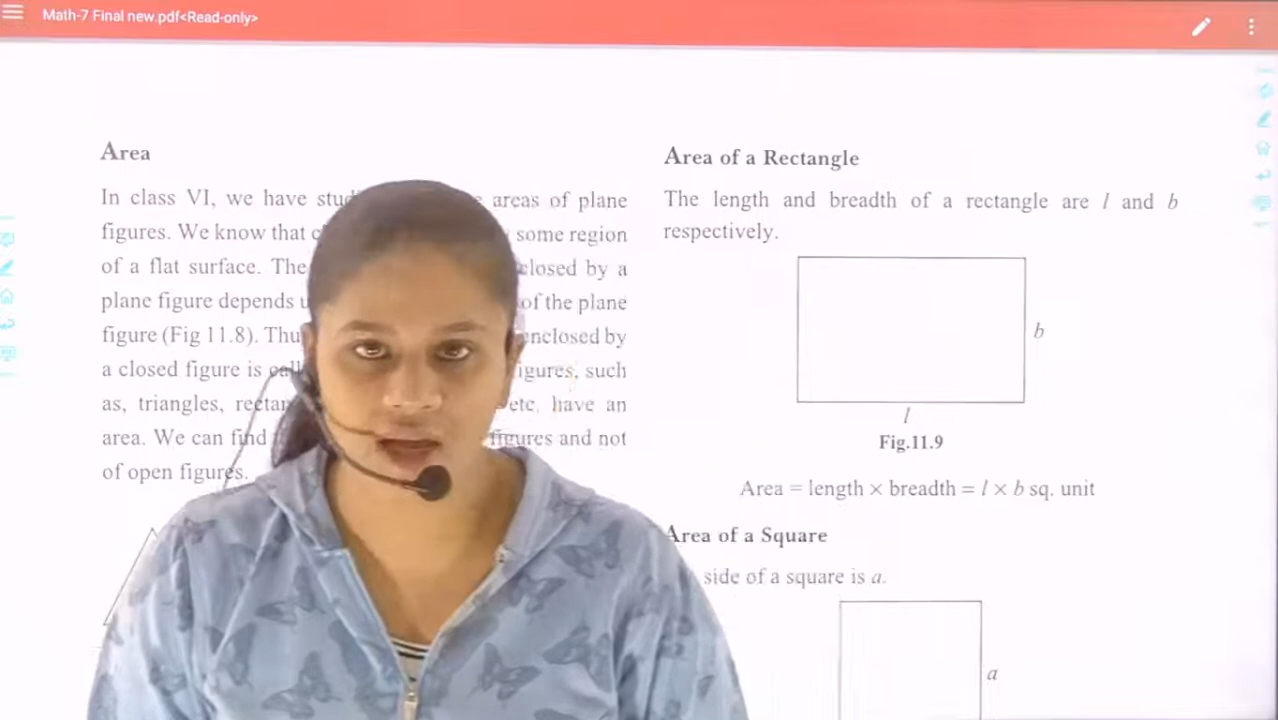 Math-7 Final new.pdf<Read-only>
Area
In class VI, we have areas of plane
figures. We know that some region
of a flat surface. The closed by a
plane figure depends of the plane
figure (Fig 11.8). enclosed by
a closed figure is figures, such
as, triangles, etc. have an
area. We can find figures and not
of open figures.
Area of a Rectangle
The length and breadth of a rectangle are l and b
respectively.
b
l
Fig.11.9
Area = length × breadth = l × b sq. unit
Area of a Square
side of a square is a.
a